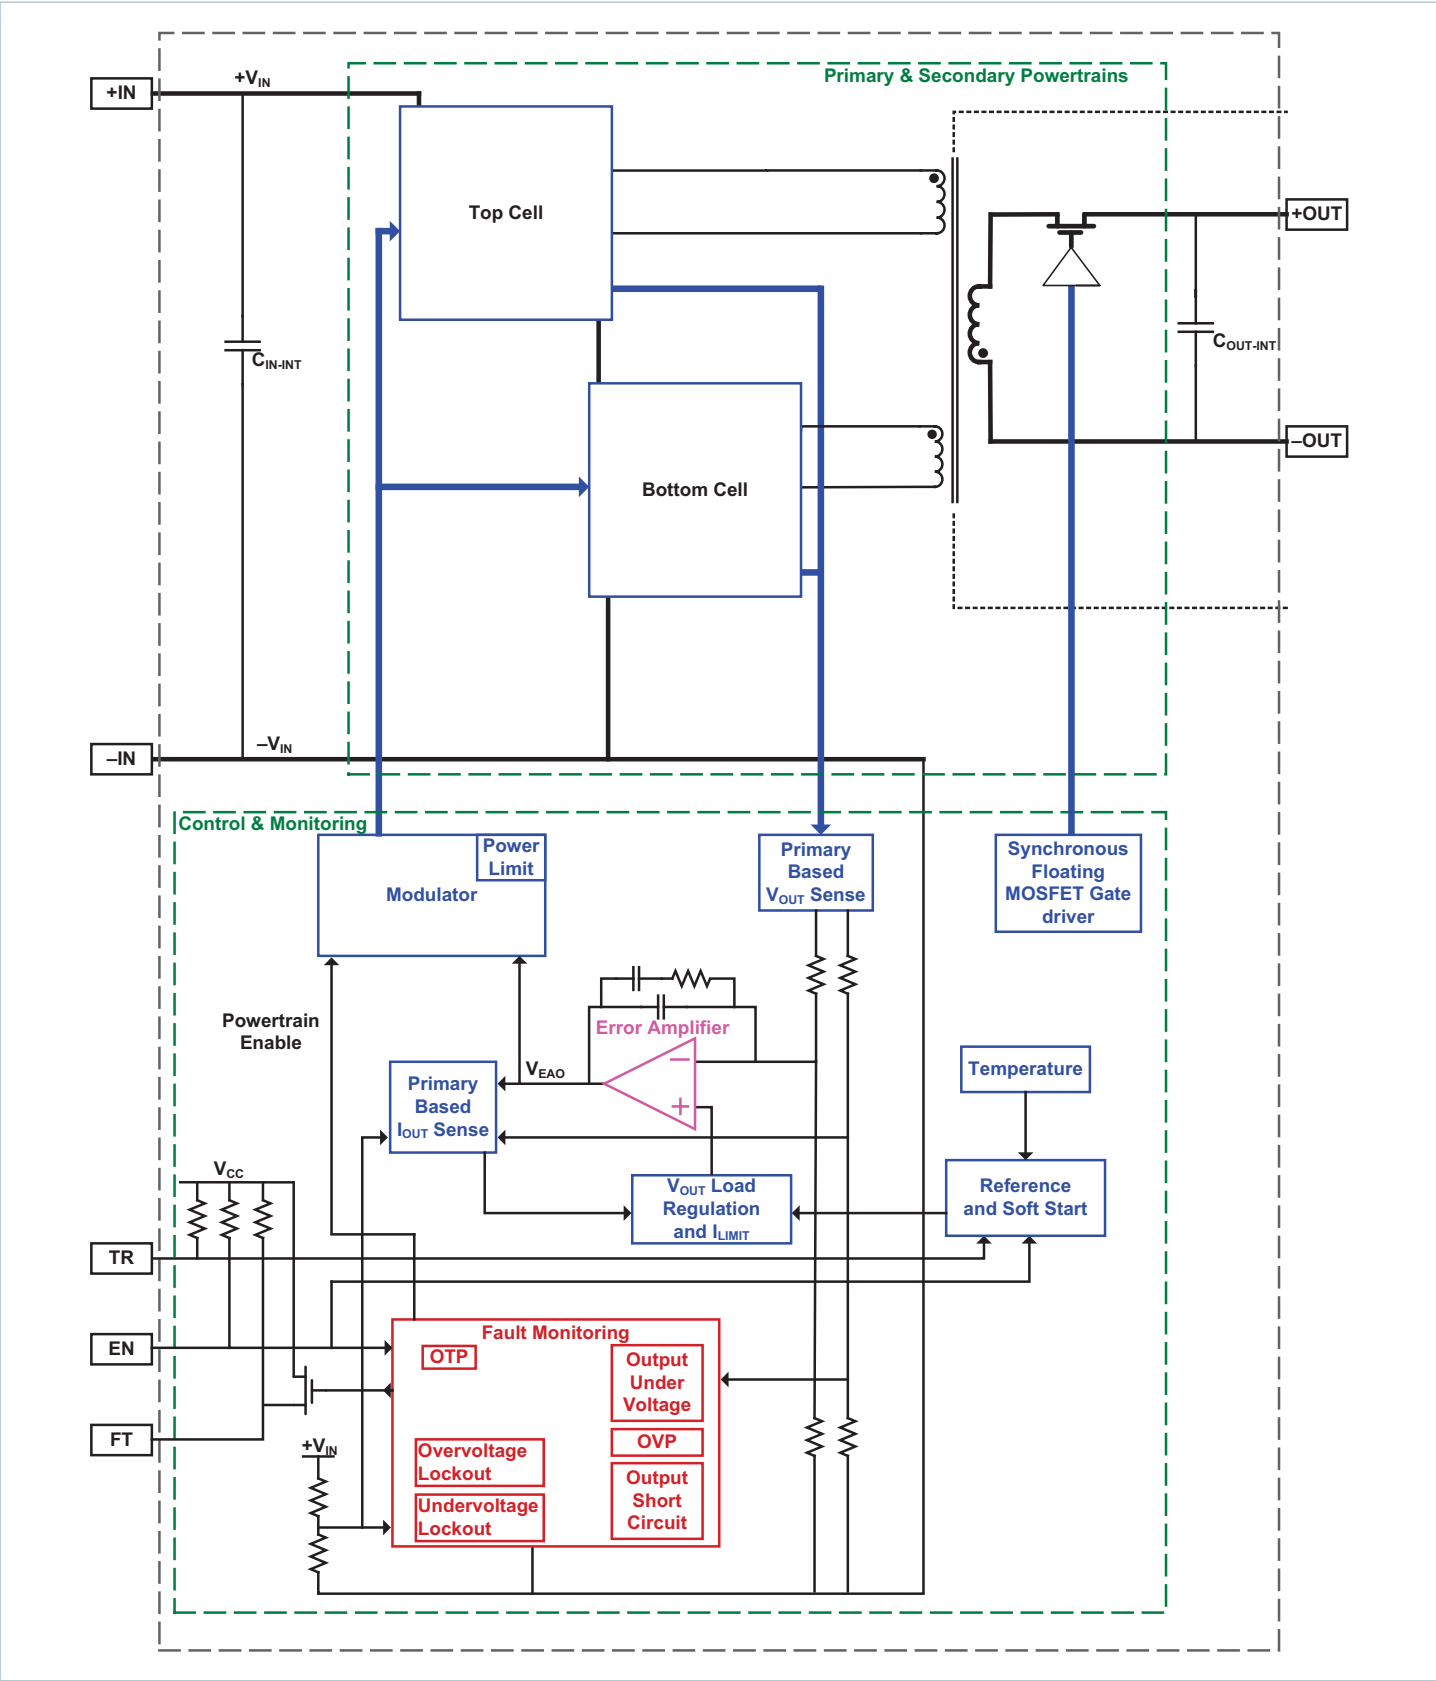 +IN
+VIN
Primary & Secondary Powertrains
Top Cell
+OUT
CIN-INT
COUT-INT
–OUT
Bottom Cell
–IN
–VIN
Control & Monitoring
Power
Limit
Modulator
Primary
Based
VOUT Sense
Synchronous
Floating
MOSFET Gate
driver
Powertrain
Enable
Error Amplifier
–
+
VEAO
Primary
Based
IOUT Sense
Temperature
VCC
VOUT Load
Regulation
and ILIMIT
Reference
and Soft Start
TR
EN
FT
Fault Monitoring
OTP
Output
Under
Voltage
OVP
+VIN
Overvoltage
Lockout
Undervoltage
Lockout
Output
Short
Circuit